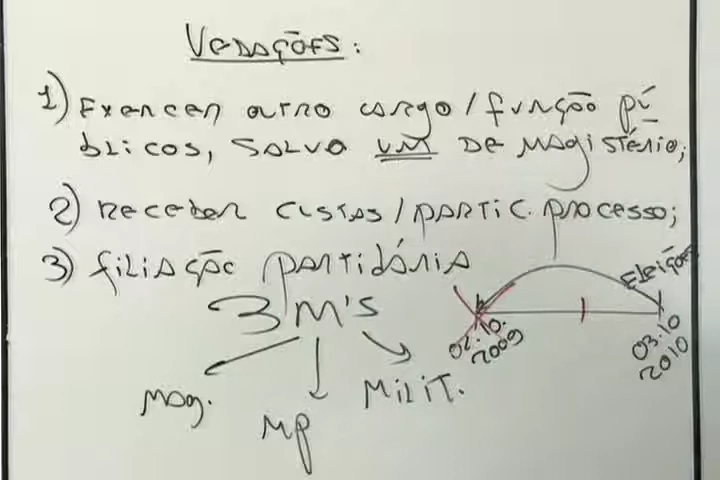 VEDAÇÕES:
1) EXERCER OUTRO CARGO/FUNÇÃO PÚ
BLICOS, SALVO UM DE MAGISTÉRIO;
2) RECEBER CUSTAS/PARTIC. PROCESSO;
3) FILIAÇÃO PARTIDÁRIA
ELEIÇÕES
3 M'S
02.10.
2009
03.10
2010
MAG.
MP
MILIT.